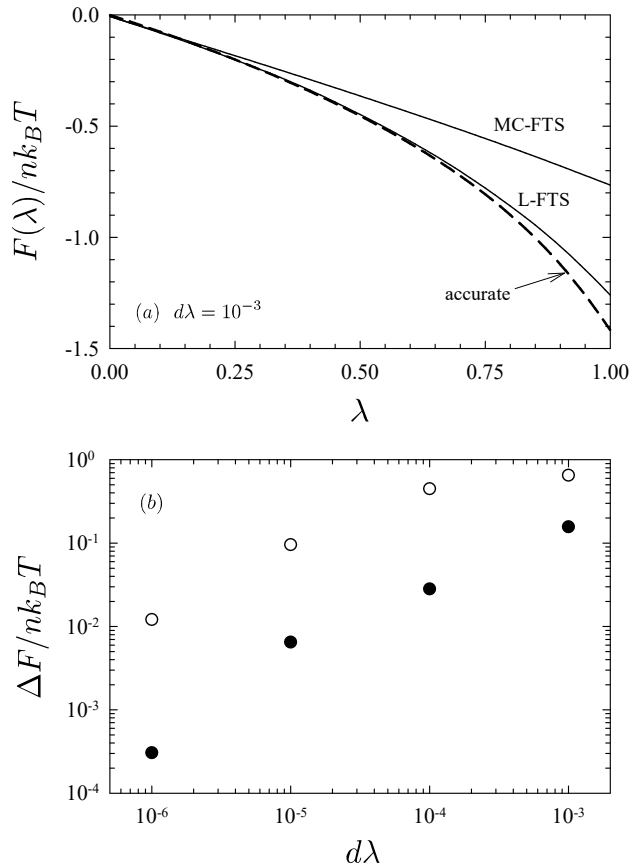 0.0
-0.5
-1.0
-1.5
F(λ)/nk_BT
MC-FTS
L-FTS
accurate
(a) dλ = 10⁻³
0.00 0.25 0.50 0.75 1.00
λ
10⁰
10⁻¹
10⁻²
10⁻³
10⁻⁴
ΔF/nk_BT
(b)
10⁻⁶ 10⁻⁵ 10⁻⁴ 10⁻³
dλ